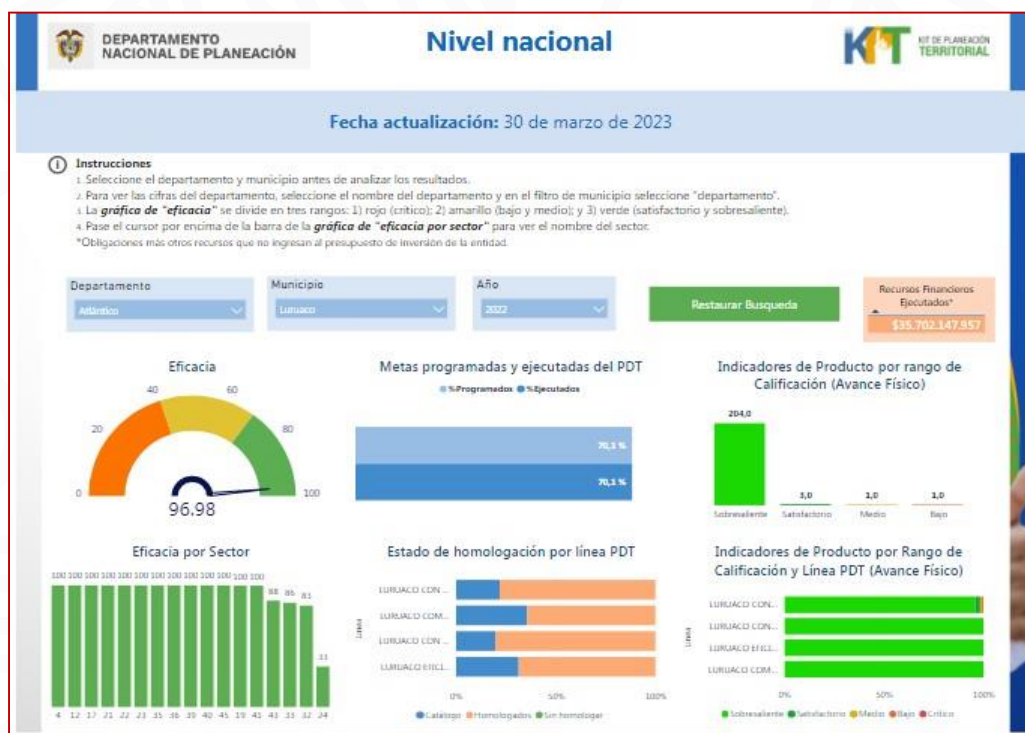 DEPARTAMENTO
NACIONAL DE PLANEACIÓN
Nivel nacional
KIT
KIT DE PLANEACIÓN
TERRITORIAL
Fecha actualización: 30 de marzo de 2023
Instrucciones
1. Seleccione el departamento y municipio antes de analizar los resultados.
2. Para ver las cifras del departamento, seleccione el nombre del departamento y en el filtro de municipio seleccione "departamento".
3. La gráfica de "eficacia" se divide en tres rangos: 1) rojo (crítico); 2) amarillo (bajo y medio); y 3) verde (satisfactorio y sobresaliente).
4. Pase el cursor por encima de la barra de la gráfica de "eficacia por sector" para ver el nombre del sector.
*Obligaciones más otros recursos que no ingresan al presupuesto de inversión de la entidad.
Departamento
Atlántico
Municipio
Luruaco
Año
2022
Restaurar Busqueda
Recursos Financieros
Ejecutados*
$35.702.147.957
Eficacia
0
20
40
60
80
100
96.98
Metas programadas y ejecutadas del PDT
%Programados %Ejecutados
70,3 %
70,3 %
Indicadores de Producto por rango de
Calificación (Avance Físico)
204,0
3,0 1,0 1,0
Sobresaliente Satisfactorio Medio Bajo
Eficacia por Sector
100 100 100 100 100 100 100 100 100 100 100 100 88 86 81 33
4 12 17 21 22 23 35 36 39 40 45 19 41 43 33 32 24
Estado de homologación por línea PDT
Línea
LURUACO CON ...
LURUACO COM...
LURUACO CON ...
LURUACO EFICI...
0% 50% 100%
Catálogo Homologados Sin homologar
Indicadores de Producto por Rango de
Calificación y Línea PDT (Avance Físico)
Línea
LURUACO CON...
LURUACO CON...
LURUACO EFICI...
LURUACO COM...
0% 50% 100%
Sobresaliente Satisfactorio Medio Bajo Crítico